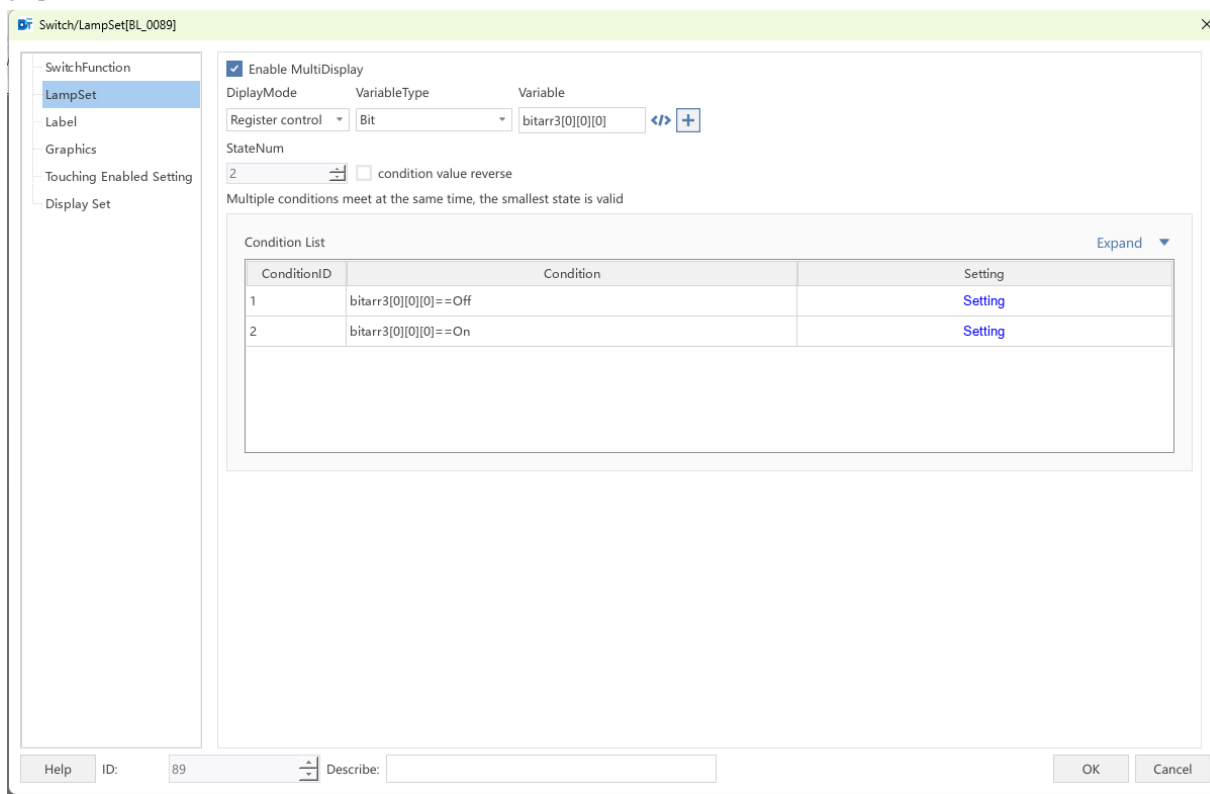 DT Switch/LampSet[BL_0089]
SwitchFunction
LampSet
Label
Graphics
Touching Enabled Setting
Display Set
Enable MultiDisplay
DiplayMode VariableType Variable
Register control Bit bitarr3[0][0][0] </> +
StateNum
2 condition value reverse
Multiple conditions meet at the same time, the smallest state is valid
Condition List Expand
ConditionID Condition Setting
1 bitarr3[0][0][0]==Off Setting
2 bitarr3[0][0][0]==On Setting
Help ID: 89 Describe: OK Cancel